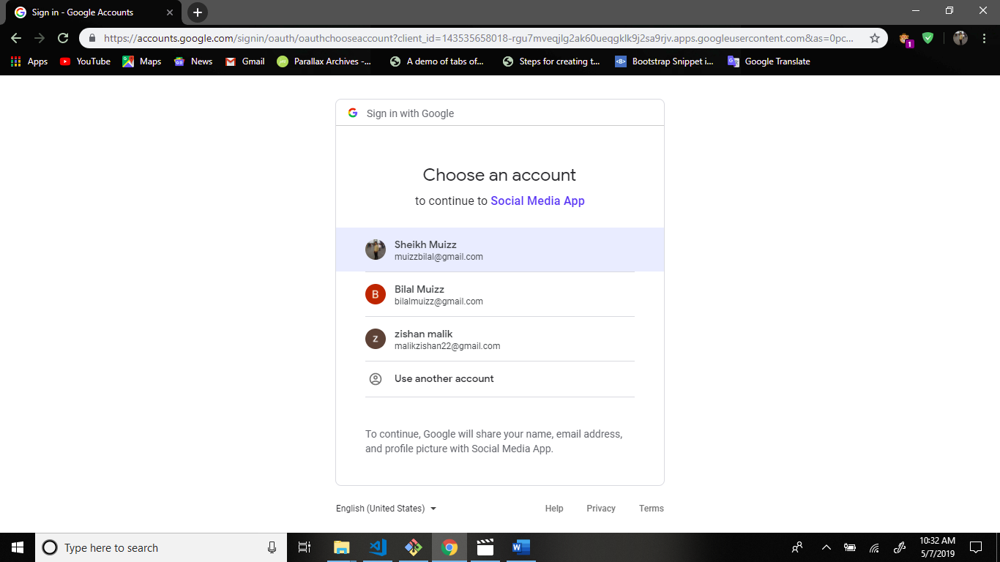 Sign in - Google Accounts
https://accounts.google.com/signin/oauth/oauthchooseaccount?client_id=143535658018-rgu7mveqjlg2ak60ueqgklk9j2sa9rjv.apps.googleusercontent.com&as=0pc...
1
Apps YouTube Maps News Gmail Parallax Archives -... A demo of tabs of... Steps for creating t... Bootstrap Snippet i... Google Translate
Sign in with Google
Choose an account
to continue to Social Media App
Sheikh Muizz
muizzbilal@gmail.com
B
Bilal Muizz
bilalmuizz@gmail.com
z
zishan malik
malikzishan22@gmail.com
Use another account
To continue, Google will share your name, email address,
and profile picture with Social Media App.
English (United States) Help Privacy Terms
Type here to search
10:32 AM
5/7/2019